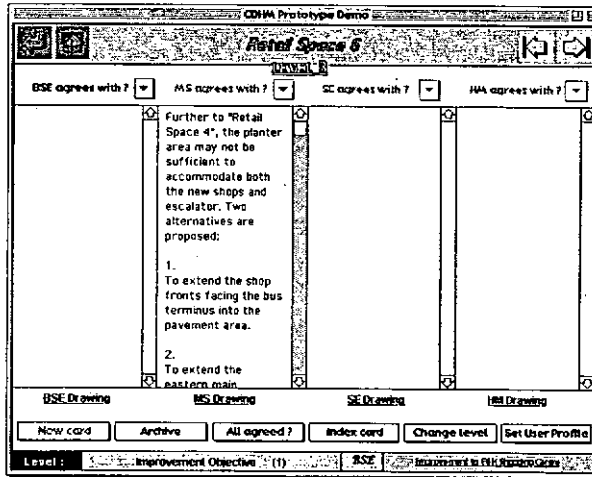 CDHM Prototype Demo
Retail Space 6
BSE agrees with ?
MS agrees with ?
SE agrees with ?
HM agrees with ?
Further to "Retail
Space 4", the planter
area may not be
sufficient to
accommodate both
the new shops and
escalator. Two
alternatives are
proposed:
1.
To extend the shop
fronts facing the bus
terminus into the
pavement area.
2.
To extend the
eastern main
BSE Drawing
MS Drawing
SE Drawing
HM Drawing
New card
Archive
All agreed ?
Index card
Change level
Set User Profile
Level :
Improvement Objective (1)
BSE
Improvement to